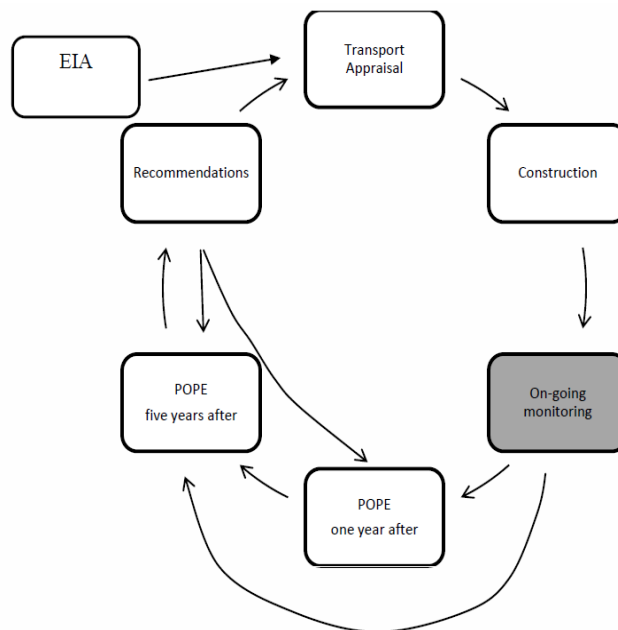 EIA
Transport
Appraisal
Recommendations
Construction
POPE
five years after
On-going
monitoring
POPE
one year after